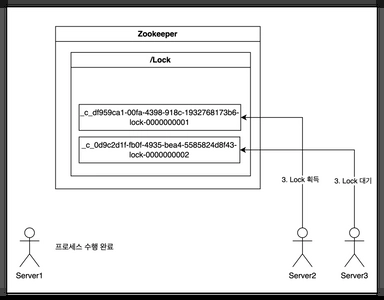 Zookeeper
/Lock
_c_df959ca1-00fa-4398-918c-1932768173b6-
lock-0000000001
_c_0d9c2d1f-fb0f-4935-bea4-5585824d8f43-
lock-0000000002
3. Lock 획득
3. Lock 대기
프로세스 수행 완료
Server1
Server2
Server3